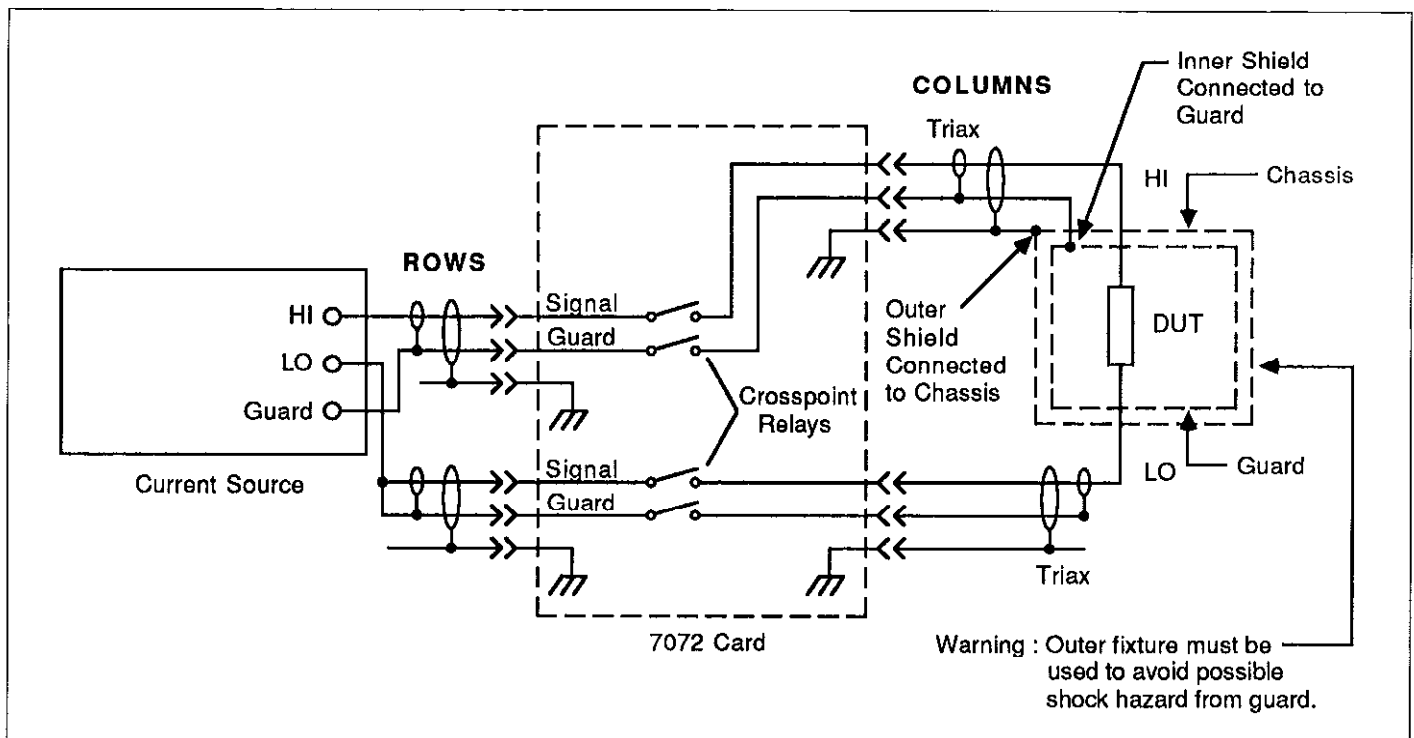 Inner Shield
Connected to
Guard
COLUMNS
Triax
HI
Chassis
ROWS
HI
LO
Guard
Current Source
Signal
Guard
Crosspoint
Relays
Outer
Shield
Connected
to Chassis
DUT
Signal
Guard
LO
Guard
Triax
7072 Card
Warning : Outer fixture must be
used to avoid possible
shock hazard from guard.